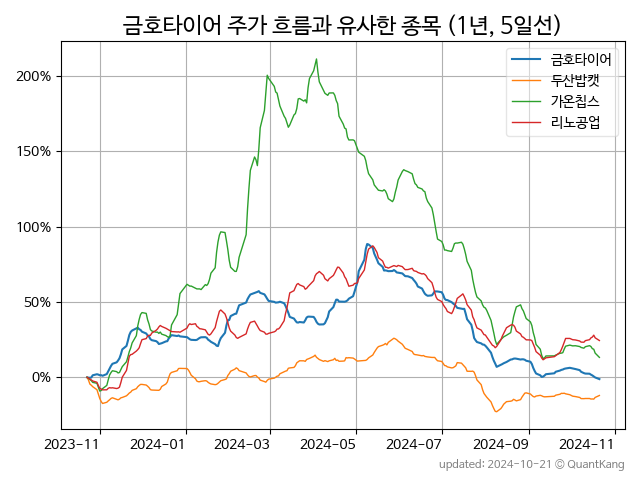 금호타이어 주가 흐름과 유사한 종목 (1년, 5일선)
금호타이어
두산밥캣
가온칩스
리노공업
200%
150%
100%
50%
0%
2023-11 2024-01 2024-03 2024-05 2024-07 2024-09 2024-11
updated: 2024-10-21 © QuantKang